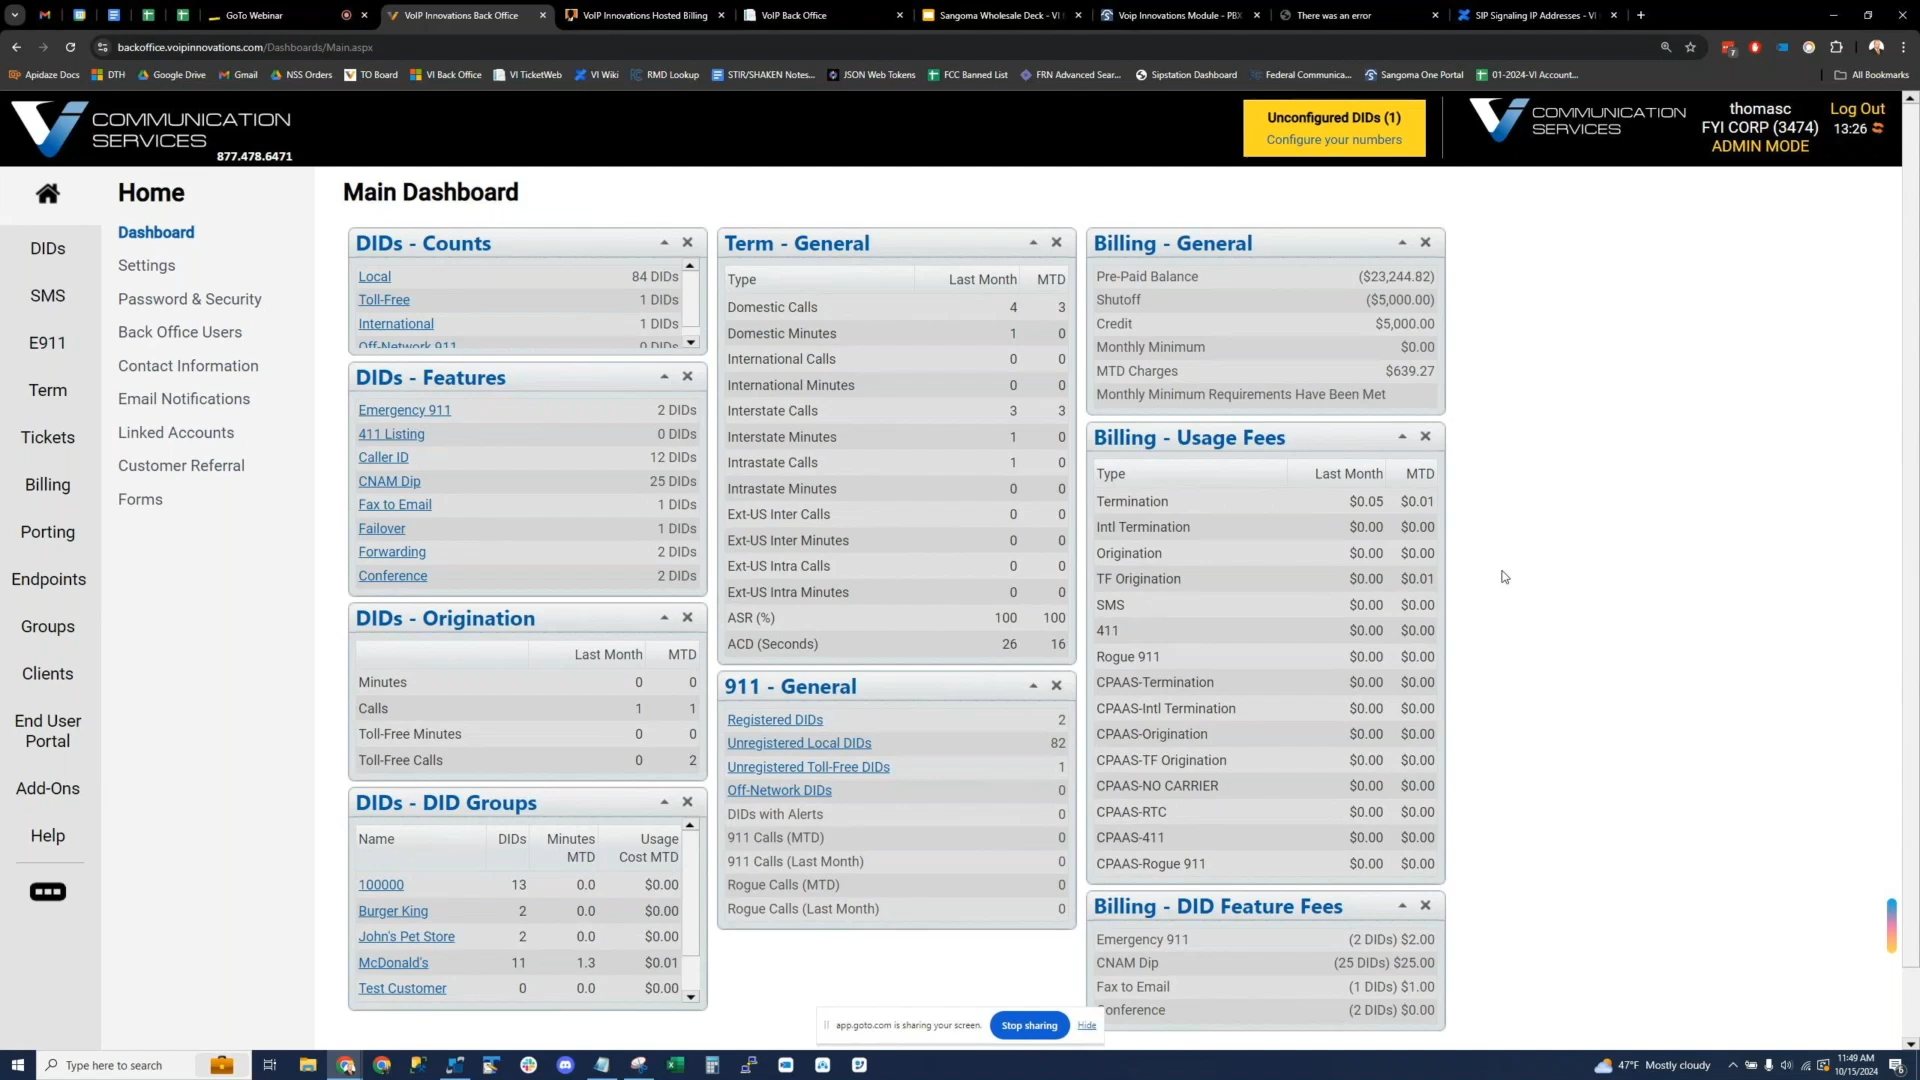 GoTo Webinar
VoIP Innovations Back Office
VoIP Innovations Hosted Billing
VoIP Back Office
Sangoma Wholesale Deck - VI
Voip Innovations Module - PBX
There was an error
SIP Signaling IP Addresses - VI
backoffice.voipinnovations.com/Dashboards/Main.aspx
Apidaze Docs
DTH
Google Drive
Gmail
NSS Orders
TO Board
VI Back Office
VI TicketWeb
VI Wiki
RMD Lookup
STIR/SHAKEN Notes...
JSON Web Tokens
FCC Banned List
FRN Advanced Sear...
Sipstation Dashboard
Federal Communica...
Sangoma One Portal
01-2024-VI Account...
All Bookmarks
COMMUNICATION
SERVICES
877.478.6471
Unconfigured DIDs (1)
Configure your numbers
COMMUNICATION
SERVICES
thomasc
FYI CORP (3474)
ADMIN MODE
Log Out
13:26
DIDs
SMS
E911
Term
Tickets
Billing
Porting
Endpoints
Groups
Clients
End User
Portal
Add-Ons
Help
Home
Dashboard
Settings
Password & Security
Back Office Users
Contact Information
Email Notifications
Linked Accounts
Customer Referral
Forms
Main Dashboard
DIDs - Counts
Local 84 DIDs
Toll-Free 1 DIDs
International 1 DIDs
Off-Network 911 0 DIDs
DIDs - Features
Emergency 911 2 DIDs
411 Listing 0 DIDs
Caller ID 12 DIDs
CNAM Dip 25 DIDs
Fax to Email 1 DIDs
Failover 1 DIDs
Forwarding 2 DIDs
Conference 2 DIDs
DIDs - Origination
Last Month MTD
Minutes 0 0
Calls 1 1
Toll-Free Minutes 0 0
Toll-Free Calls 0 2
DIDs - DID Groups
Name DIDs Minutes MTD Usage Cost MTD
100000 13 0.0 $0.00
Burger King 2 0.0 $0.00
John's Pet Store 2 0.0 $0.00
McDonald's 11 1.3 $0.01
Test Customer 0 0.0 $0.00
Term - General
Type Last Month MTD
Domestic Calls 4 3
Domestic Minutes 1 0
International Calls 0 0
International Minutes 0 0
Interstate Calls 3 3
Interstate Minutes 1 0
Intrastate Calls 1 0
Intrastate Minutes 0 0
Ext-US Inter Calls 0 0
Ext-US Inter Minutes 0 0
Ext-US Intra Calls 0 0
Ext-US Intra Minutes 0 0
ASR (%) 100 100
ACD (Seconds) 26 16
911 - General
Registered DIDs 2
Unregistered Local DIDs 82
Unregistered Toll-Free DIDs 1
Off-Network DIDs 0
DIDs with Alerts 0
911 Calls (MTD) 0
911 Calls (Last Month) 0
Rogue Calls (MTD) 0
Rogue Calls (Last Month) 0
Billing - General
Pre-Paid Balance ($23,244.82)
Shutoff ($5,000.00)
Credit $5,000.00
Monthly Minimum $0.00
MTD Charges $639.27
Monthly Minimum Requirements Have Been Met
Billing - Usage Fees
Type Last Month MTD
Termination $0.05 $0.01
Intl Termination $0.00 $0.00
Origination $0.00 $0.00
TF Origination $0.00 $0.01
SMS $0.00 $0.00
411 $0.00 $0.00
Rogue 911 $0.00 $0.00
CPAAS-Termination $0.00 $0.00
CPAAS-Intl Termination $0.00 $0.00
CPAAS-Origination $0.00 $0.00
CPAAS-TF Origination $0.00 $0.00
CPAAS-NO CARRIER $0.00 $0.00
CPAAS-RTC $0.00 $0.00
CPAAS-411 $0.00 $0.00
CPAAS-Rogue 911 $0.00 $0.00
Billing - DID Feature Fees
Emergency 911 (2 DIDs) $2.00
CNAM Dip (25 DIDs) $25.00
Fax to Email (1 DIDs) $1.00
onference (2 DIDs) $0.00
app.goto.com is sharing your screen.
Stop sharing
Hide
Type here to search
47°F Mostly cloudy
11:49 AM
10/15/2024